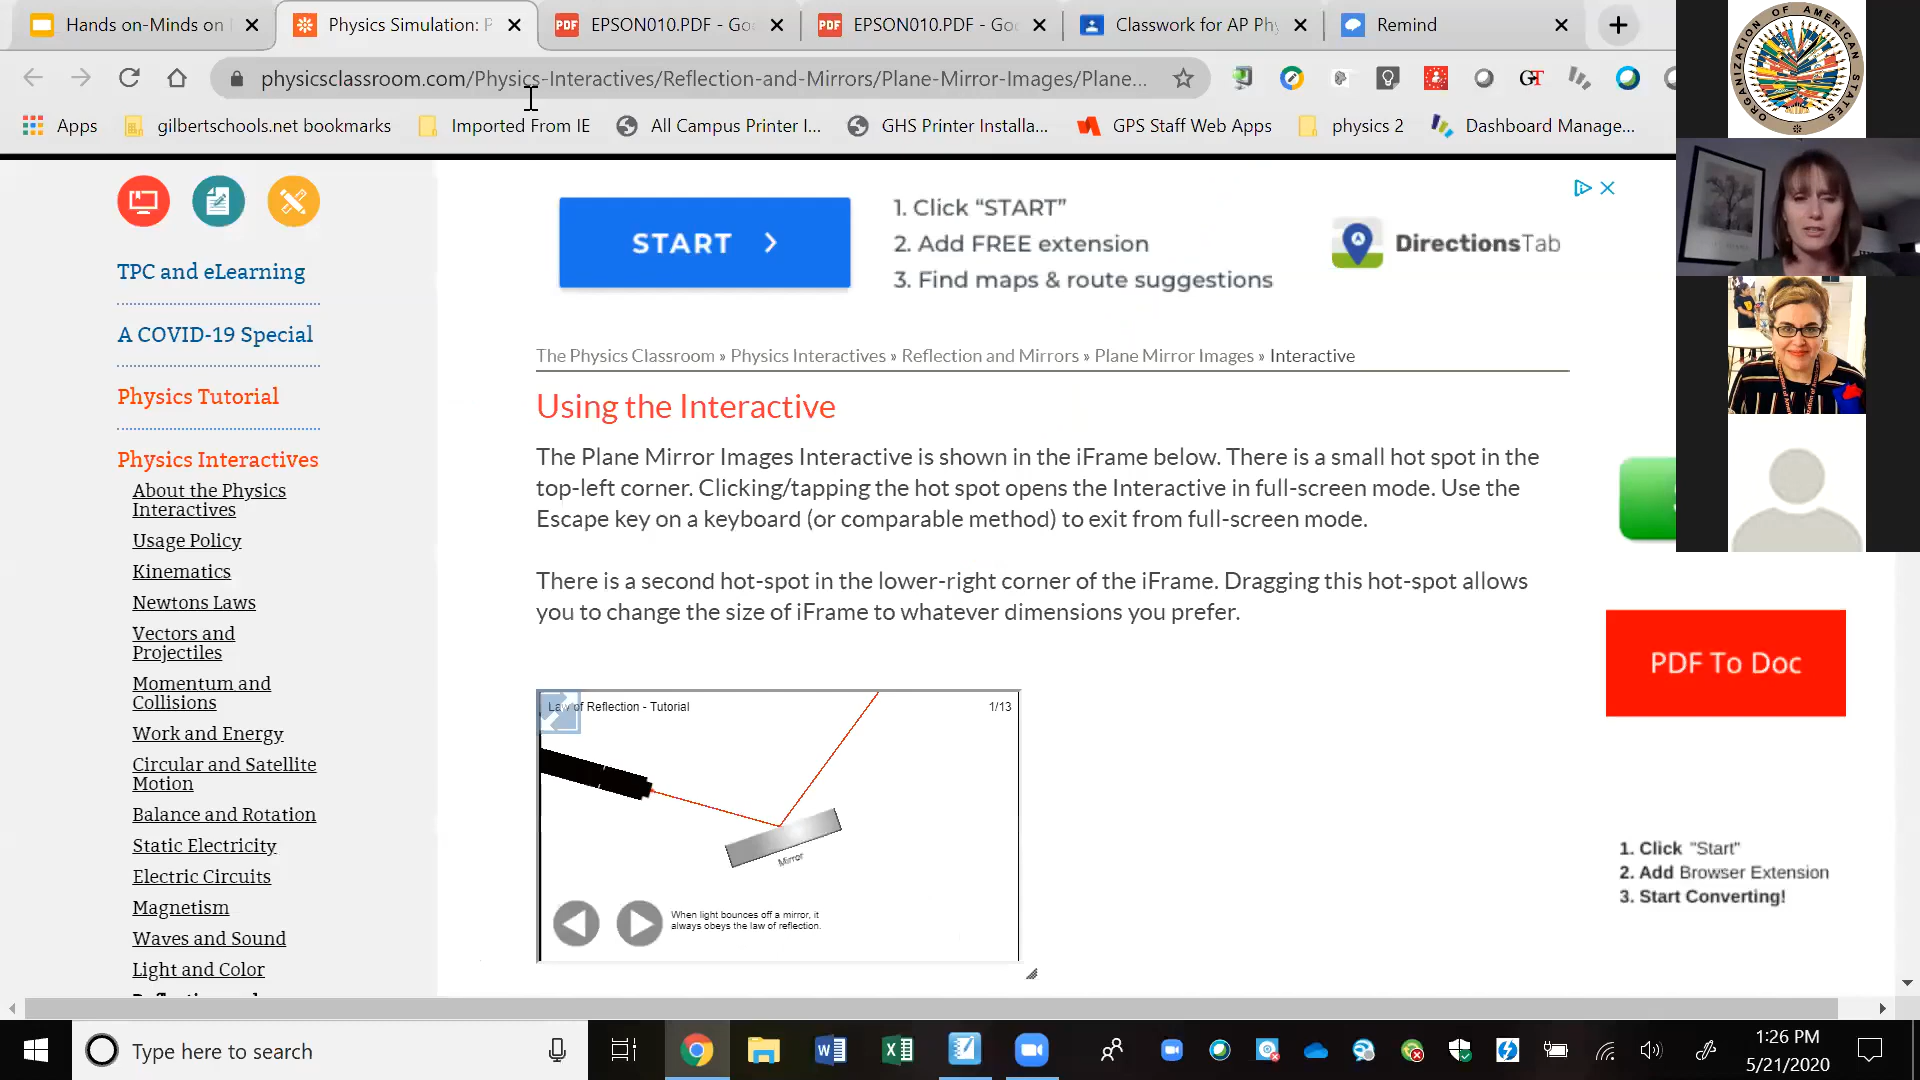 Hands on-Minds on
Physics Simulation: P
EPSON010.PDF - Goo
EPSON010.PDF - Goo
Classwork for AP Phy
Remind
physicsclassroom.com/Physics-Interactives/Reflection-and-Mirrors/Plane-Mirror-Images/Plane...
GT
Apps
gilbertschools.net bookmarks
Imported From IE
All Campus Printer I...
GHS Printer Installa...
GPS Staff Web Apps
physics 2
Dashboard Manage...
ORGANIZATION OF AMERICAN STATES
TPC and eLearning
A COVID-19 Special
Physics Tutorial
Physics Interactives
About the Physics
Interactives
Usage Policy
Kinematics
Newtons Laws
Vectors and
Projectiles
Momentum and
Collisions
Work and Energy
Circular and Satellite
Motion
Balance and Rotation
Static Electricity
Electric Circuits
Magnetism
Waves and Sound
Light and Color
START
1. Click “START”
2. Add FREE extension
3. Find maps & route suggestions
DirectionsTab
The Physics Classroom » Physics Interactives » Reflection and Mirrors » Plane Mirror Images » Interactive
Using the Interactive
The Plane Mirror Images Interactive is shown in the iFrame below. There is a small hot spot in the
top-left corner. Clicking/tapping the hot spot opens the Interactive in full-screen mode. Use the
Escape key on a keyboard (or comparable method) to exit from full-screen mode.
There is a second hot-spot in the lower-right corner of the iFrame. Dragging this hot-spot allows
you to change the size of iFrame to whatever dimensions you prefer.
Law of Reflection - Tutorial
1/13
Mirror
When light bounces off a mirror, it
always obeys the law of reflection.
PDF To Doc
1. Click "Start"
2. Add Browser Extension
3. Start Converting!
Type here to search
1:26 PM
5/21/2020